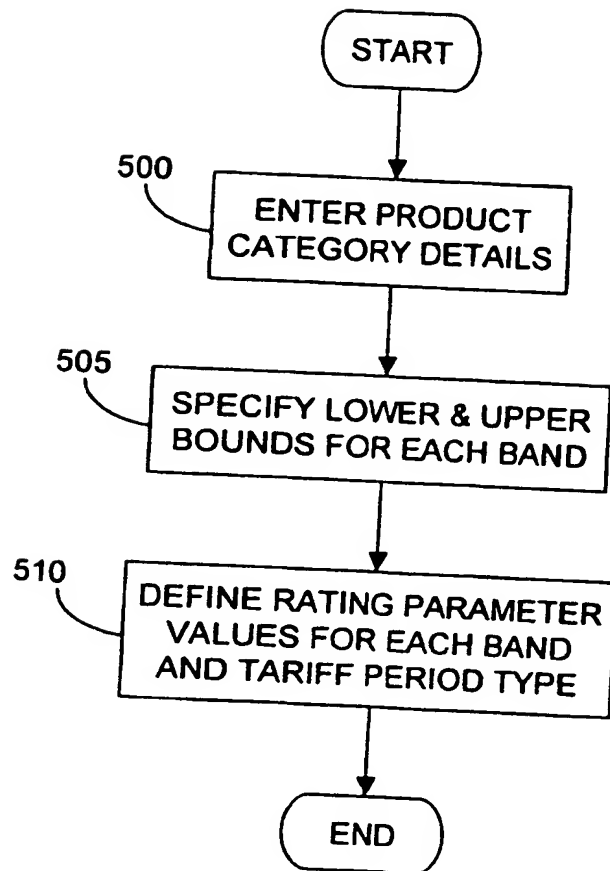 START
500
ENTER PRODUCT
CATEGORY DETAILS
505
SPECIFY LOWER & UPPER
BOUNDS FOR EACH BAND
510
DEFINE RATING PARAMETER
VALUES FOR EACH BAND
AND TARIFF PERIOD TYPE
END